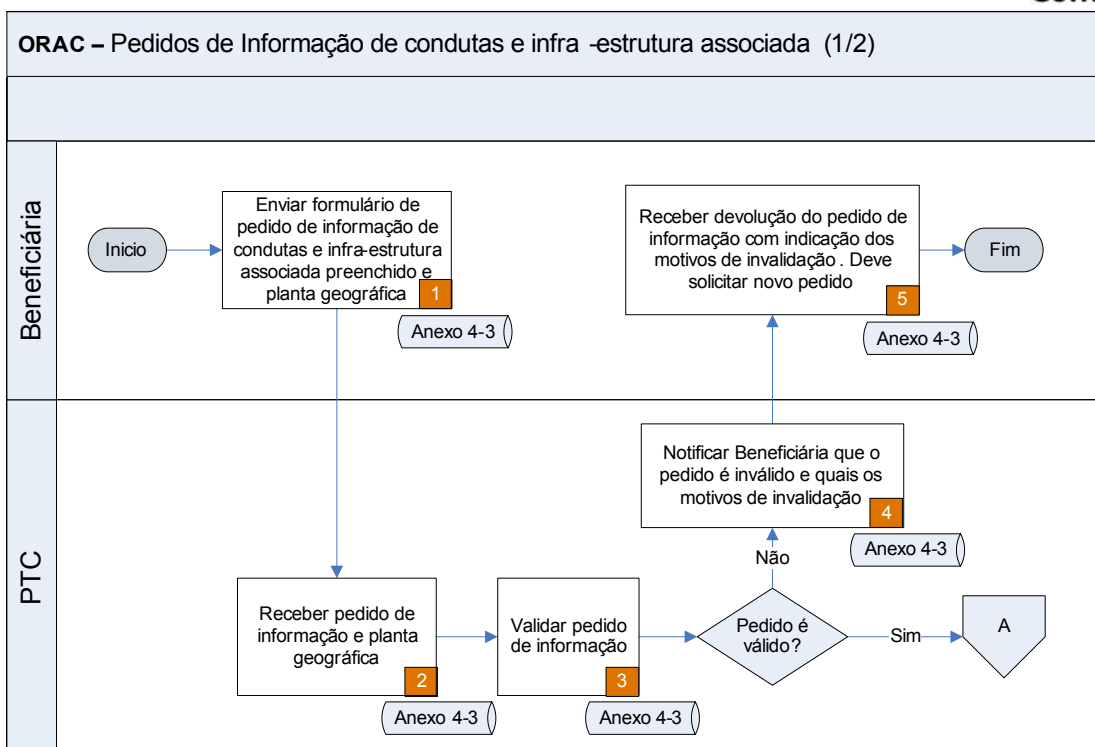 ORAC – Pedidos de Informação de condutas e infra -estrutura associada (1/2)
Beneficiária
Inicio
Enviar formulário de
pedido de informação de
condutas e infra-estrutura
associada preenchido e
planta geográfica
1
Anexo 4-3
Receber devolução do pedido de
informação com indicação dos
motivos de invalidação . Deve
solicitar novo pedido
5
Anexo 4-3
Fim
PTC
Notificar Beneficiária que o
pedido é inválido e quais os
motivos de invalidação
4
Anexo 4-3
Não
Receber pedido de
informação e planta
geográfica
2
Anexo 4-3
Validar pedido
de informação
3
Anexo 4-3
Pedido é
válido?
Sim
A